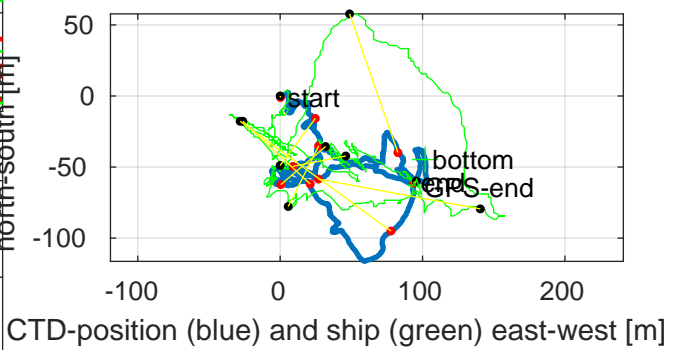 50
0
-50
-100
north-south [m]
start
bottom
end
GPS-end
-100
0
100
200
CTD-position (blue) and ship (green) east-west [m]